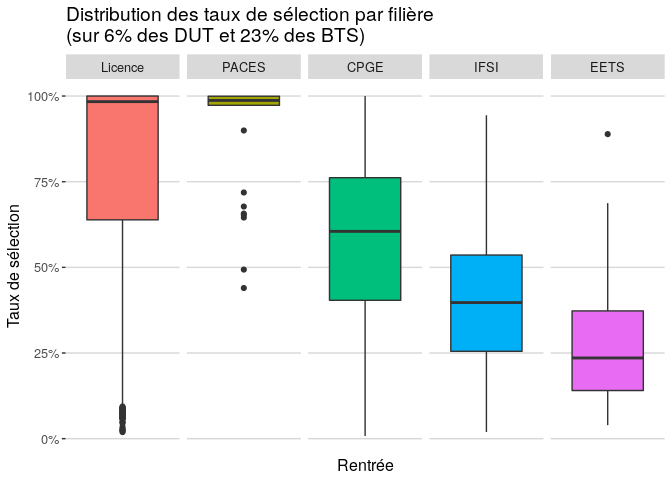 Distribution des taux de sélection par filière
(sur 6% des DUT et 23% des BTS)
Licence PACES CPGE IFSI EETS
100%
75%
50%
25%
0%
Taux de sélection
Rentrée